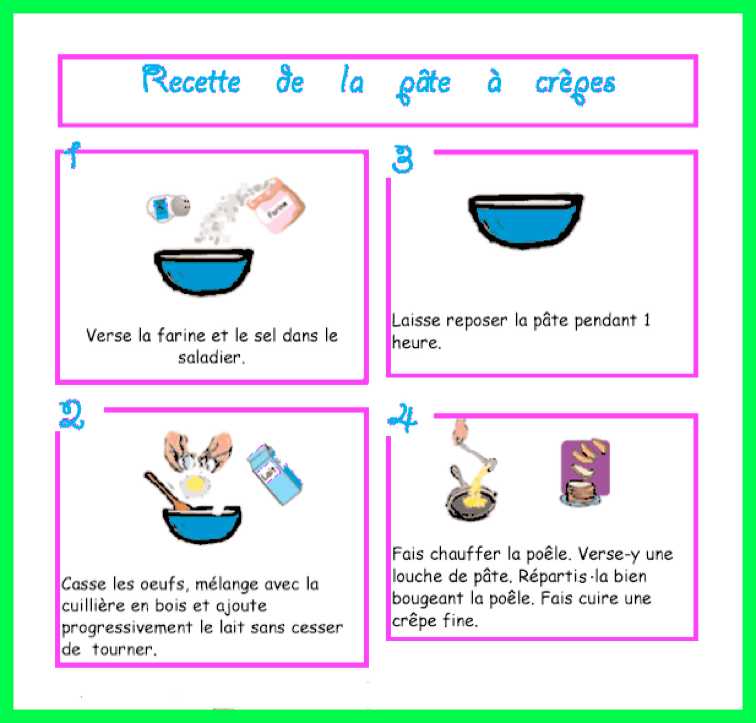 Recette de la pâte à crêpes
1
Farine
Verse la farine et le sel dans le
saladier.
2
Lait
Casse les oeufs, mélange avec la
cuillière en bois et ajoute
progressivement le lait sans cesser
de tourner.
3
Laisse reposer la pâte pendant 1
heure.
4
Fais chauffer la poêle. Verse-y une
louche de pâte. Répartis-la bien
bougeant la poêle. Fais cuire une
crêpe fine.